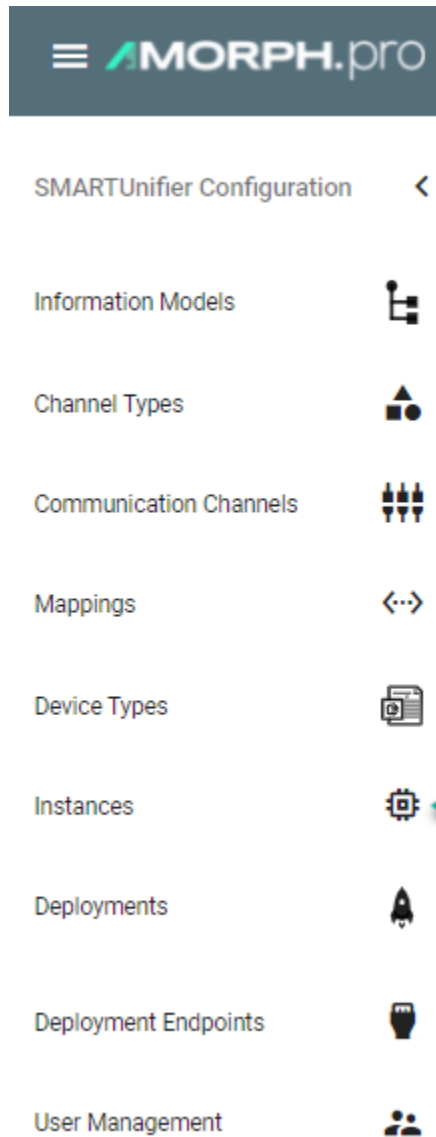 AMORPH.pro
SMARTUnifier Configuration
Information Models
Channel Types
Communication Channels
Mappings
Device Types
Instances
Deployments
Deployment Endpoints
User Management